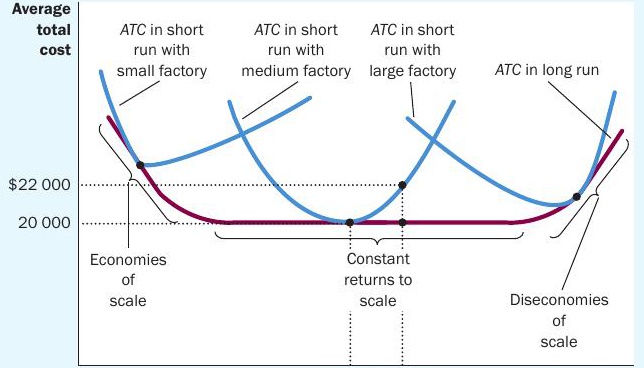 Average
total
cost
ATC in short
run with
small factory
ATC in short
run with
medium factory
ATC in short
run with
large factory
ATC in long run
$22 000
20 000
Economies
of
scale
Constant
returns to
scale
Diseconomies
of
scale